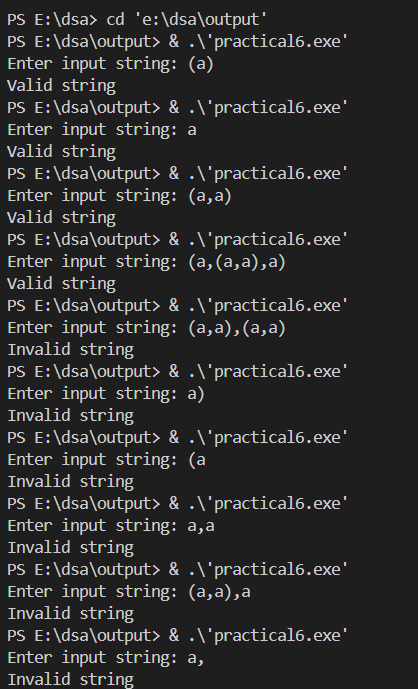 PS E:\dsa> cd 'e:\dsa\output'
PS E:\dsa\output> & .\'practical6.exe'
Enter input string: (a)
Valid string
PS E:\dsa\output> & .\'practical6.exe'
Enter input string: a
Valid string
PS E:\dsa\output> & .\'practical6.exe'
Enter input string: (a,a)
Valid string
PS E:\dsa\output> & .\'practical6.exe'
Enter input string: (a,(a,a),a)
Valid string
PS E:\dsa\output> & .\'practical6.exe'
Enter input string: (a,a),(a,a)
Invalid string
PS E:\dsa\output> & .\'practical6.exe'
Enter input string: a)
Invalid string
PS E:\dsa\output> & .\'practical6.exe'
Enter input string: (a
Invalid string
PS E:\dsa\output> & .\'practical6.exe'
Enter input string: a,a
Invalid string
PS E:\dsa\output> & .\'practical6.exe'
Enter input string: (a,a),a
Invalid string
PS E:\dsa\output> & .\'practical6.exe'
Enter input string: a,
Invalid string